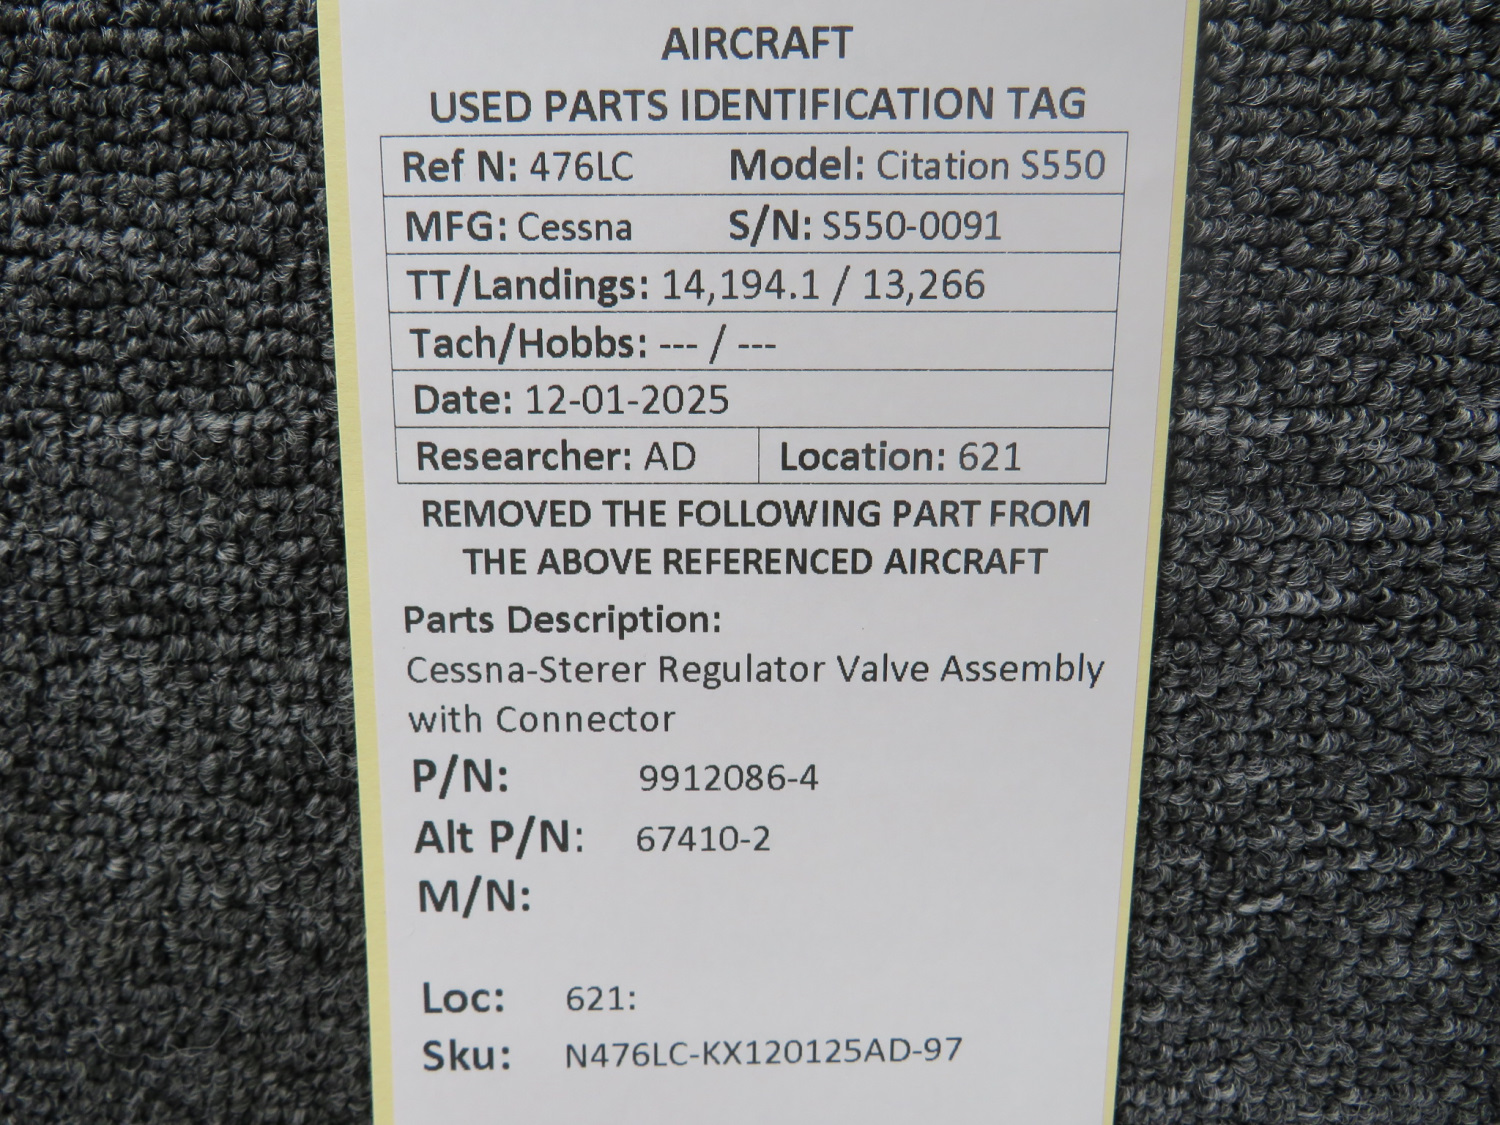 AIRCRAFT
USED PARTS IDENTIFICATION TAG
Ref N: 476LC Model: Citation S550
MFG: Cessna S/N: S550-0091
TT/Landings: 14,194.1 / 13,266
Tach/Hobbs: --- / ---
Date: 12-01-2025
Researcher: AD Location: 621
REMOVED THE FOLLOWING PART FROM
THE ABOVE REFERENCED AIRCRAFT
Parts Description:
Cessna-Sterer Regulator Valve Assembly
with Connector
P/N: 9912086-4
Alt P/N: 67410-2
M/N:
Loc: 621:
Sku: N476LC-KX120125AD-97